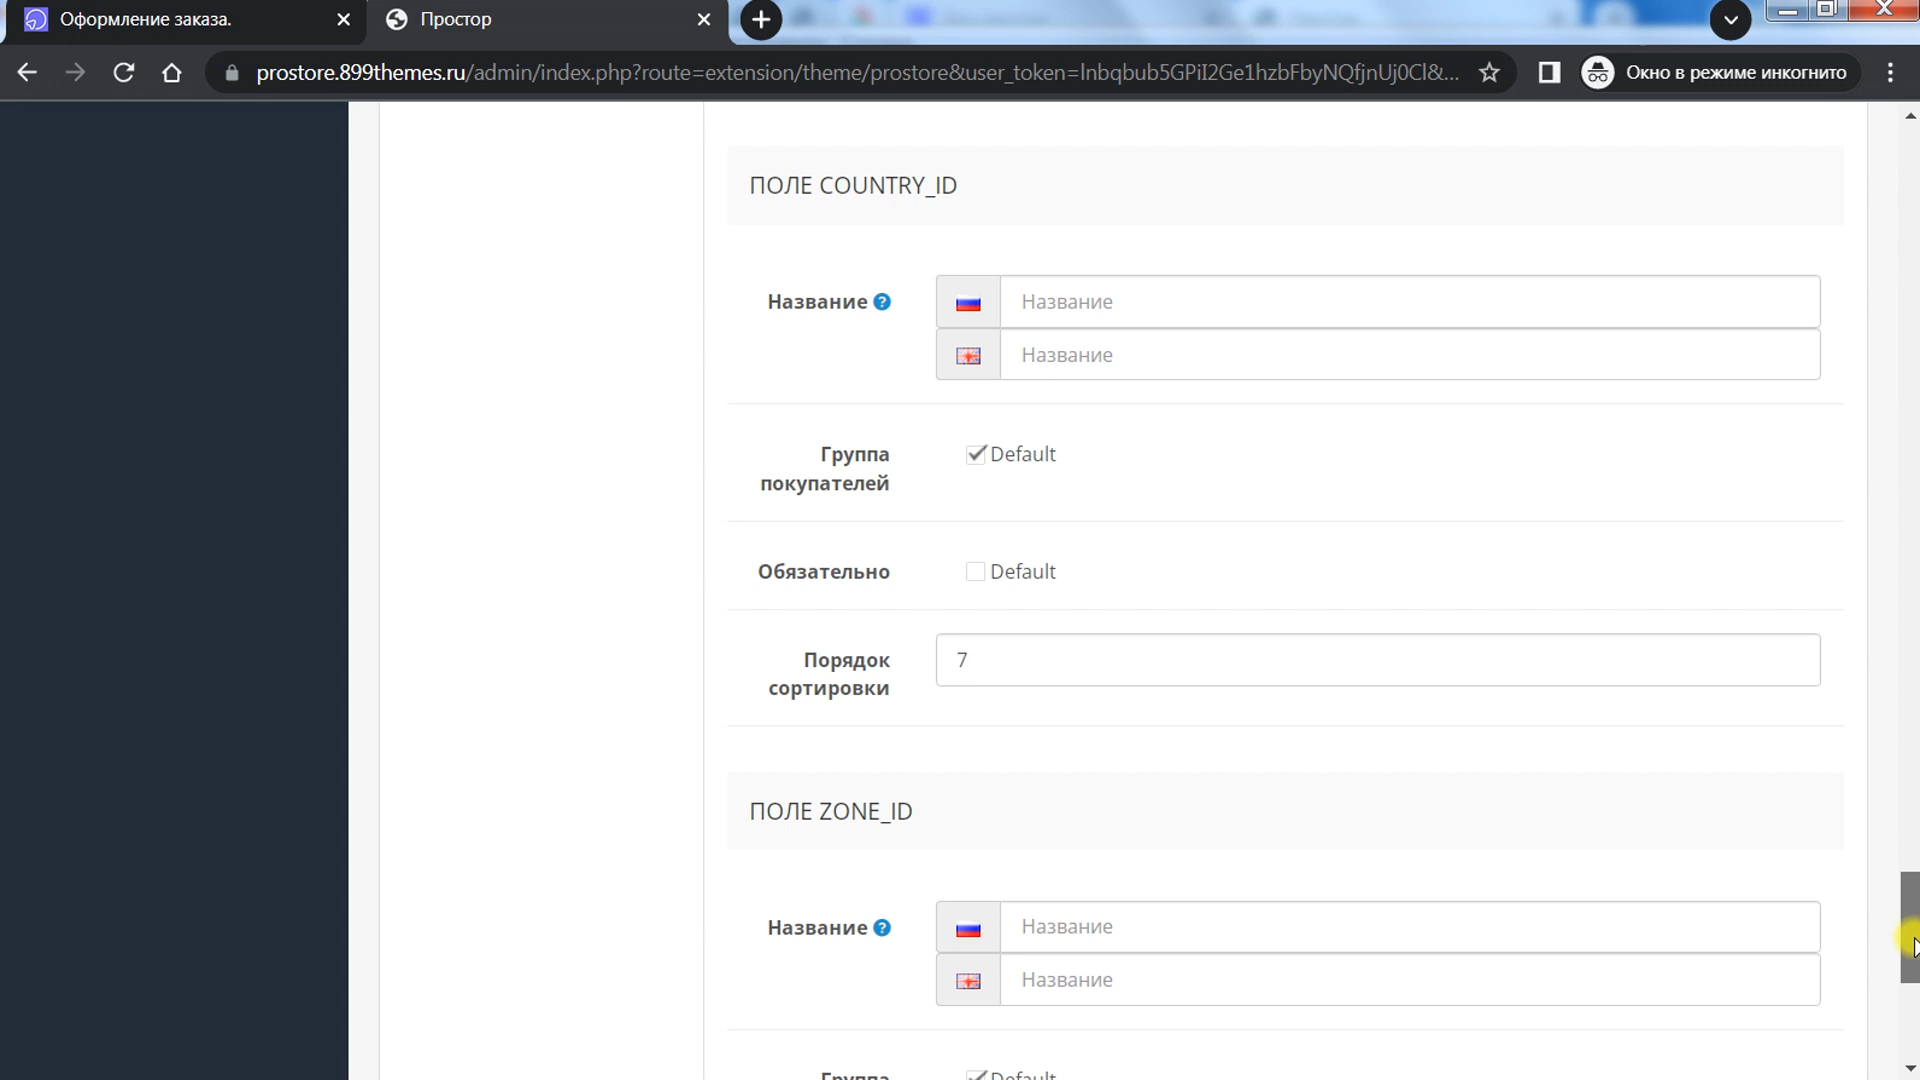 Оформление заказа.
Простор
prostore.899themes.ru/admin/index.php?route=extension/theme/prostore&user_token=lnbqbub5GPiI2Ge1hzbFbyNQfjnUj0Cl&...
Окно в режиме инкогнито
ПОЛЕ COUNTRY_ID
Название
Название
Название
Группа покупателей
Default
Обязательно
Default
Порядок сортировки
7
ПОЛЕ ZONE_ID
Название
Название
Название
Группа
Default